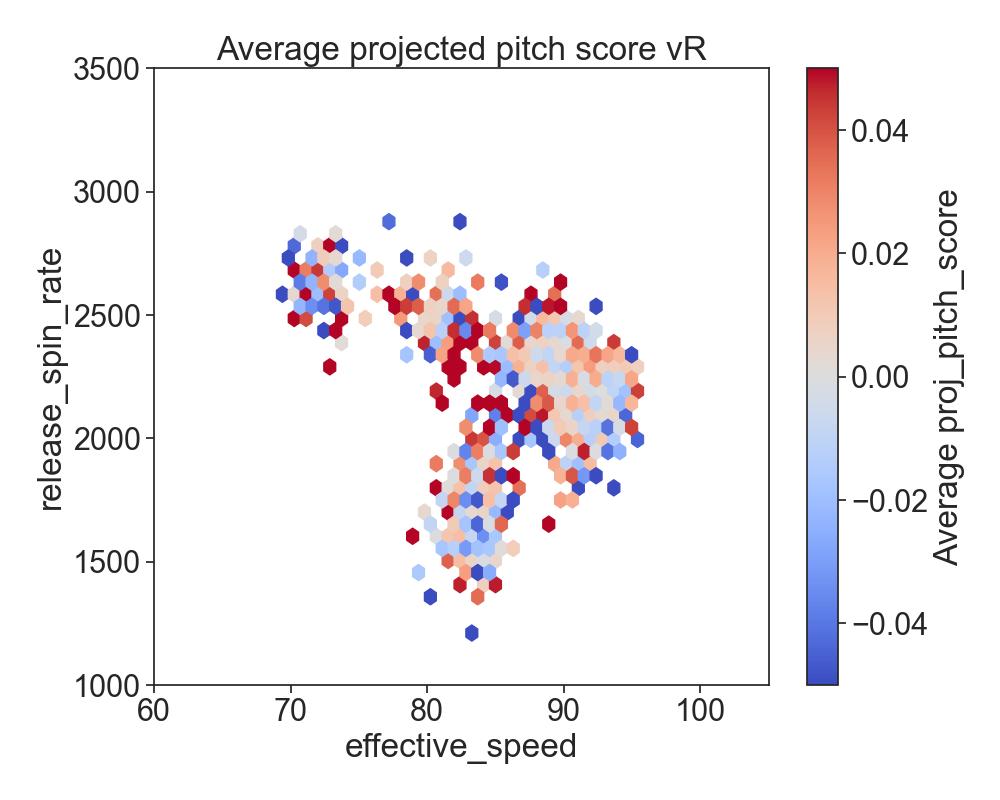 Average projected pitch score vR
3500
3000
2500
2000
1500
1000
release_spin_rate
60 70 80 90 100
effective_speed
0.04
0.02
0.00
−0.02
−0.04
Average proj_pitch_score